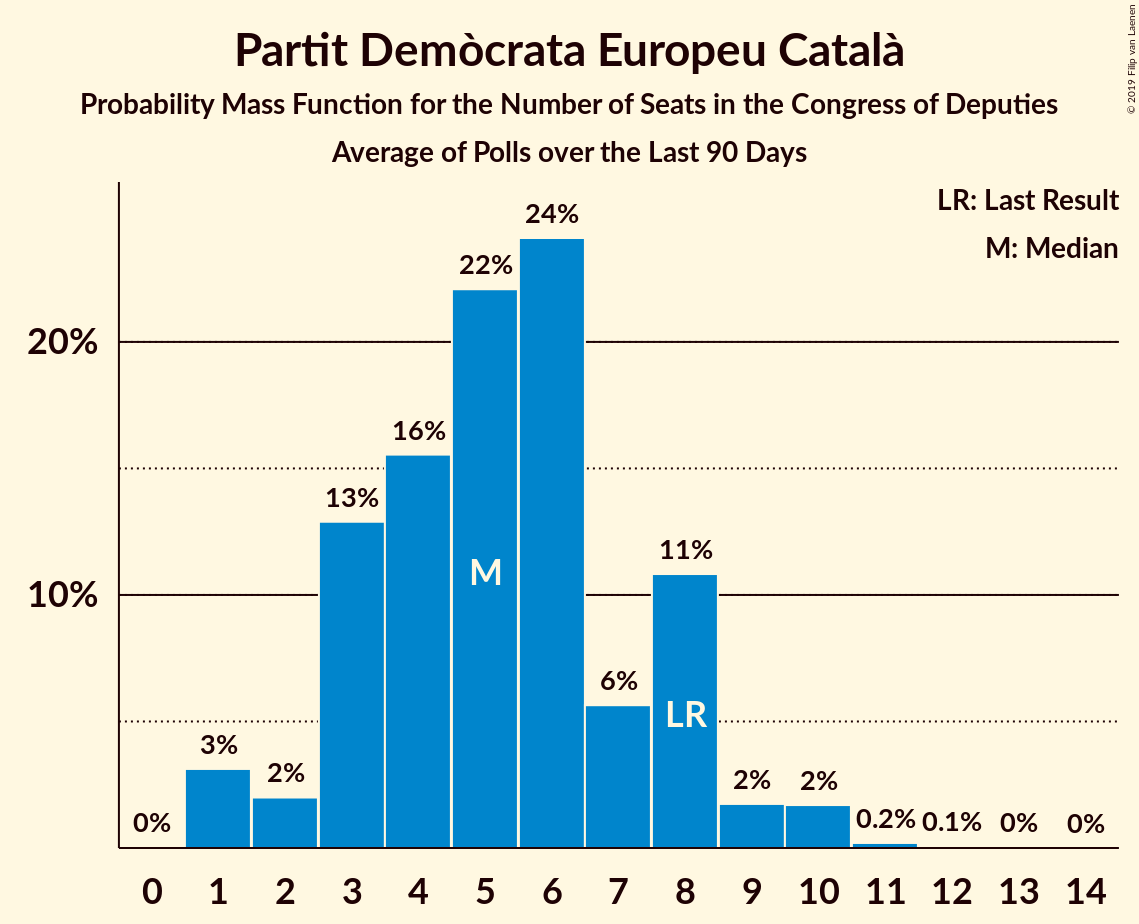 Partit Demòcrata Europeu Català
Probability Mass Function for the Number of Seats in the Congress of Deputies
Average of Polls over the Last 90 Days
© 2019 Filip van Laenen
LR: Last Result
M: Median
20%
10%
0%
3%
2%
13%
16%
22%
24%
6%
11%
2%
2%
0.2%
0.1%
0%
0%
M
LR
0 1 2 3 4 5 6 7 8 9 10 11 12 13 14